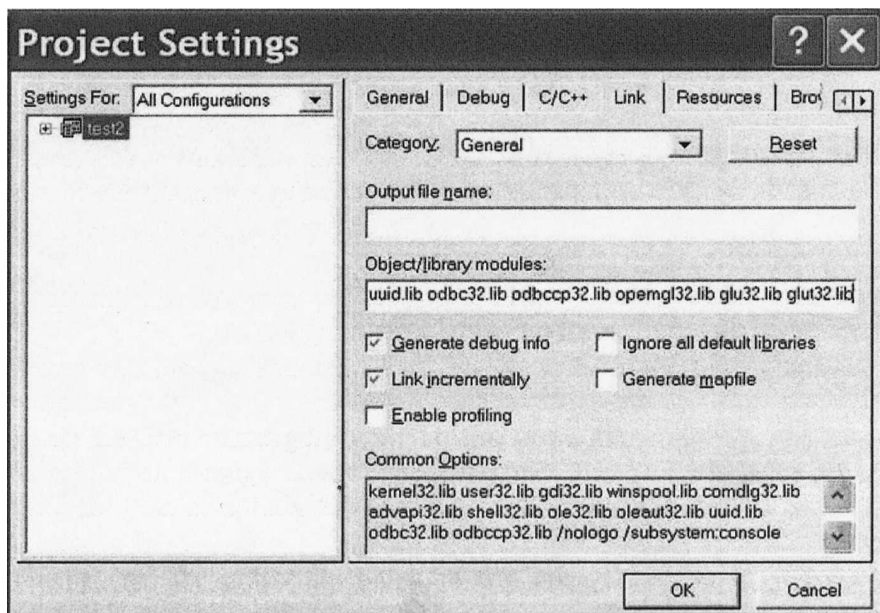 Project Settings
Settings For: All Configurations
test2
General Debug C/C++ Link Resources Brow
Category: General Reset
Output file name:
Object/library modules:
uuid.lib odbc32.lib odbccp32.lib opemgl32.lib glu32.lib glut32.lib
Generate debug info Ignore all default libraries
Link incrementally Generate mapfile
Enable profiling
Common Options:
kernel32.lib user32.lib gdi32.lib winspool.lib comdlg32.lib
advapi32.lib shell32.lib ole32.lib oleaut32.lib uuid.lib
odbc32.lib odbccp32.lib /nologo /subsystem:console
OK Cancel